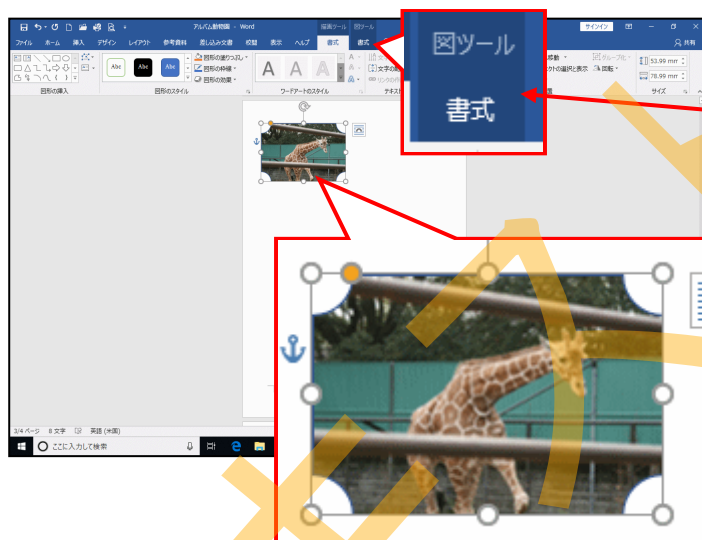 アルバム動物園 - Word
描画ツール 図ツール
サインイン
ファイル ホーム 挿入 デザイン レイアウト 参考資料 差し込み文書 校閲 表示 ヘルプ 書式 書式
共有
図ツール
書式
Abc Abc Abc
図形の塗りつぶし
図形の枠線
図形の効果
A A A
文字の
グループ化
クトの選択と表示 回転
53.99 mm
78.99 mm
図形の挿入 図形のスタイル ワードアートのスタイル サイズ
3/4 ページ 8 文字 英語 (米国)
ここに入力して検索